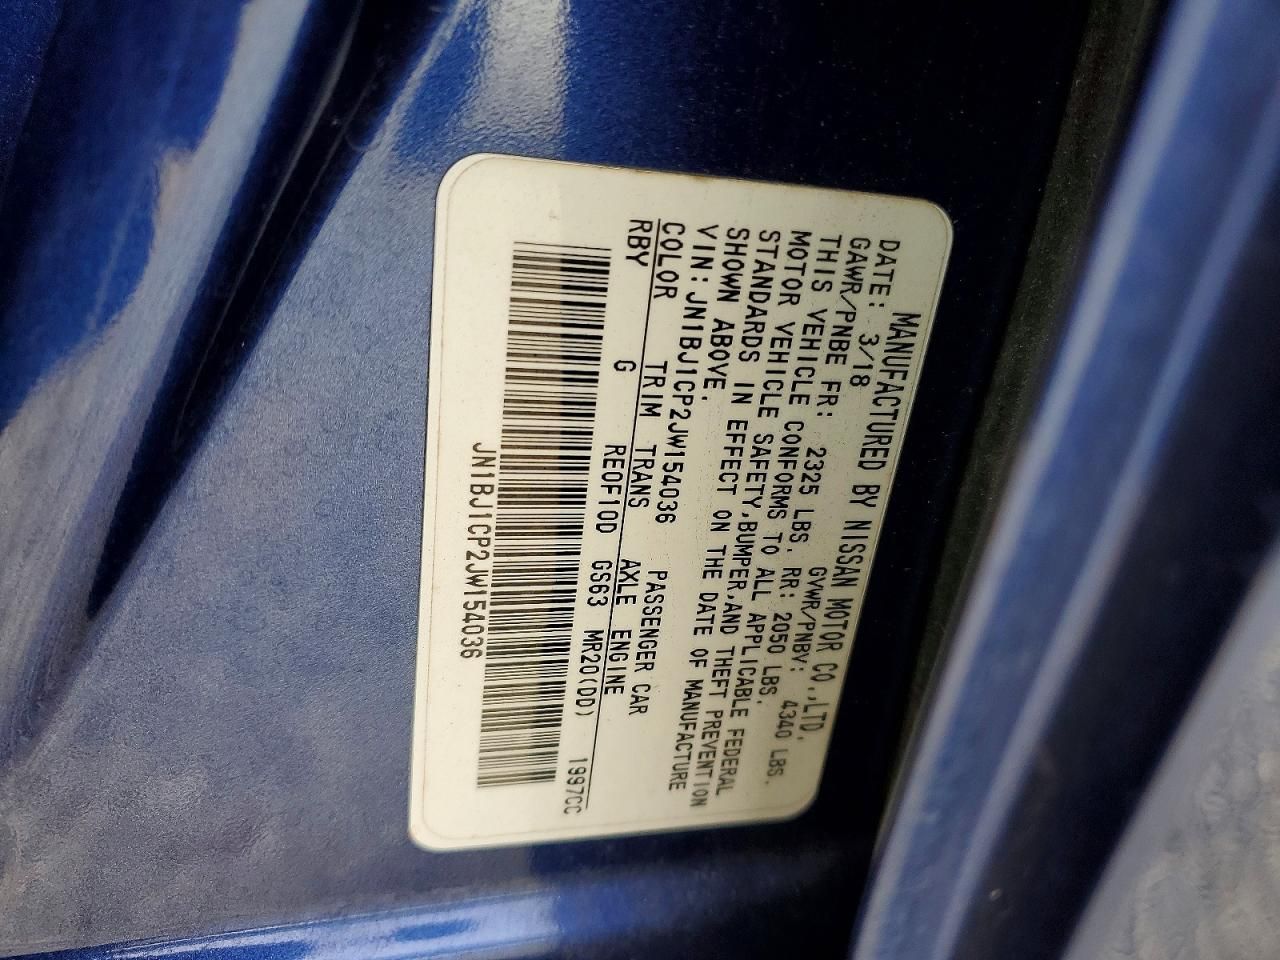 MANUFACTURED BY NISSAN MOTOR CO.,LTD.
DATE: 3/18 GVWR/PNBV: 4340 LBS.
GAWR/PNBE FR: 2325 LBS. RR: 2050 LBS.
THIS VEHICLE CONFORMS TO ALL APPLICABLE FEDERAL
MOTOR VEHICLE SAFETY,BUMPER,AND THEFT PREVENTION
STANDARDS IN EFFECT ON THE DATE OF MANUFACTURE
SHOWN ABOVE.
VIN: JN1BJ1CP2JW154036 PASSENGER CAR
COLOR TRIM TRANS AXLE ENGINE
RBY G RE0F10D GS63 MR20(DD) 1997CC
JN1BJ1CP2JW154036